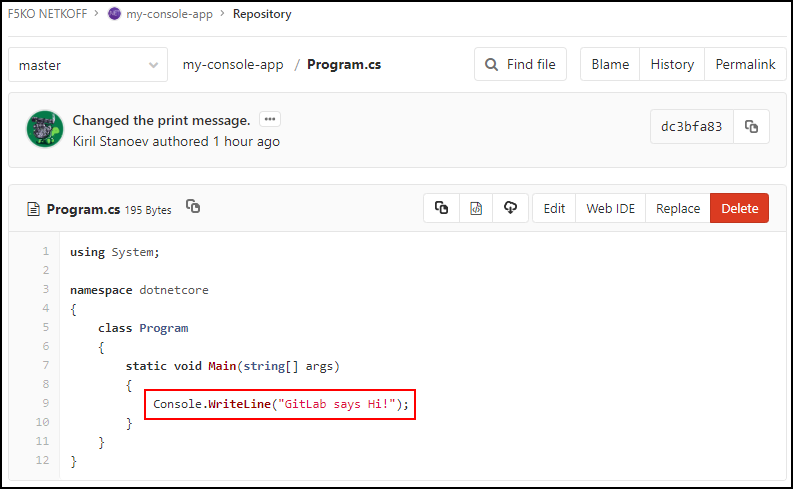 F5KO NETKOFF > my-console-app > Repository
master my-console-app / Program.cs Find file Blame History Permalink
Changed the print message. ...
Kiril Stanoev authored 1 hour ago dc3bfa83
Program.cs 195 Bytes Edit Web IDE Replace Delete
1 using System;
2
3 namespace dotnetcore
4 {
5 class Program
6 {
7 static void Main(string[] args)
8 {
9 Console.WriteLine("GitLab says Hi!");
10 }
11 }
12 }